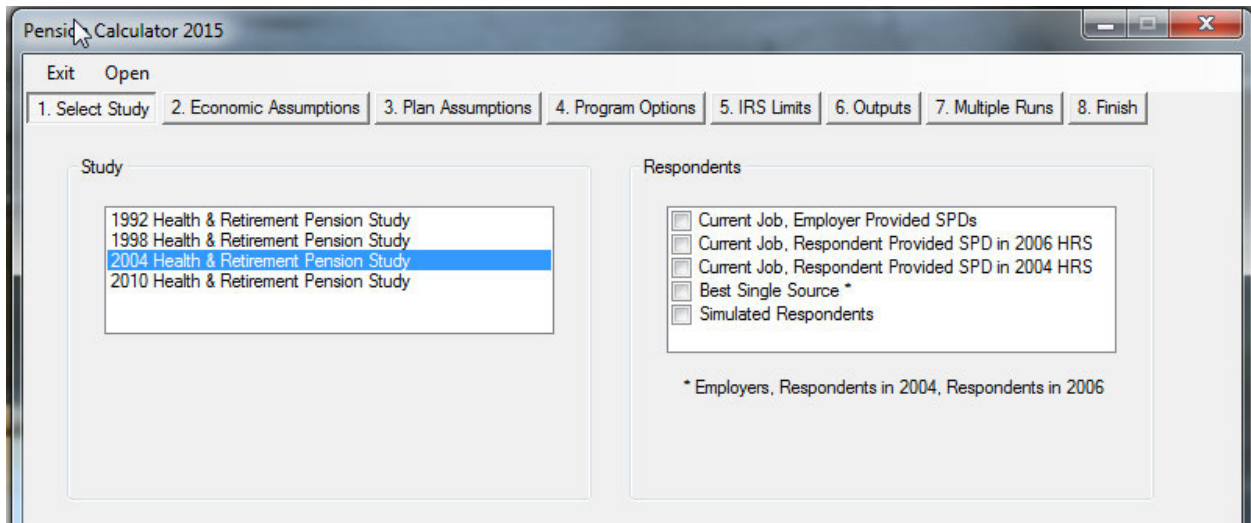 Pension Calculator 2015
Exit Open
1. Select Study 2. Economic Assumptions 3. Plan Assumptions 4. Program Options 5. IRS Limits 6. Outputs 7. Multiple Runs 8. Finish
Study
1992 Health & Retirement Pension Study
1998 Health & Retirement Pension Study
2004 Health & Retirement Pension Study
2010 Health & Retirement Pension Study
Respondents
Current Job, Employer Provided SPDs
Current Job, Respondent Provided SPD in 2006 HRS
Current Job, Respondent Provided SPD in 2004 HRS
Best Single Source *
Simulated Respondents
* Employers, Respondents in 2004, Respondents in 2006